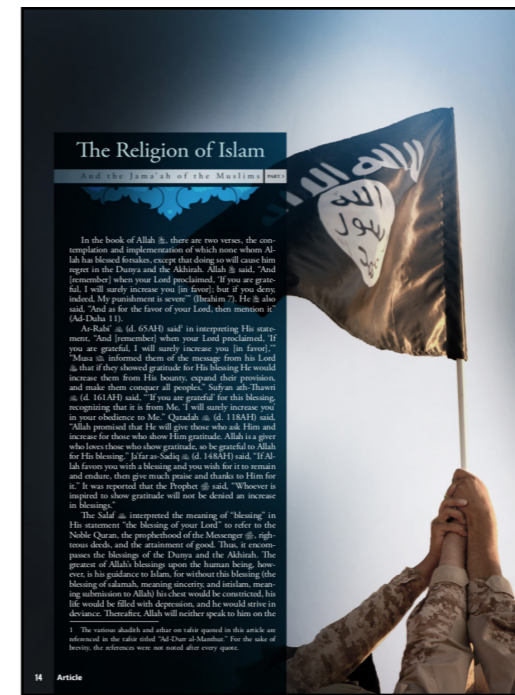 The Religion of Islam
And the Jama'ah of the Muslims PART 1
In the book of Allah ﷻ, there are two verses, the con-
templation and implementation of which none whom Al-
lah has blessed forsakes, except that doing so will cause him
regret in the Dunya and the Akhirah. Allah ﷻ said, “And
[remember] when your Lord proclaimed, ‘If you are grate-
ful, I will surely increase you [in favor]; but if you deny,
indeed, My punishment is severe’” (Ibrahim 7). He ﷻ also
said, “And as for the favor of your Lord, then mention it”
(Ad-Duha 11).
Ar-Rabi’ (d. 65AH) said¹ in interpreting His state-
ment, “And [remember] when your Lord proclaimed, ‘If
you are grateful, I will surely increase you [in favor],’”
“Musa informed them of the message from his Lord
ﷻ that if they showed gratitude for His blessing He would
increase them from His bounty, expand their provision,
and make them conquer all peoples.” Sufyan ath-Thawri
(d. 161AH) said, “‘If you are grateful’ for this blessing,
recognizing that it is from Me, ‘I will surely increase you’
in your obedience to Me.” Qatadah (d. 118AH) said,
“Allah promised that He will give those who ask Him and
increase for those who show Him gratitude. Allah is a giver
who loves those who show gratitude, so be grateful to Allah
for His blessing.” Ja’far as-Sadiq (d. 148AH) said, “If Al-
lah favors you with a blessing and you wish for it to remain
and endure, then give much praise and thanks to Him for
it.” It was reported that the Prophet ﷺ said, “Whoever is
inspired to show gratitude will not be denied an increase
in blessings.”
The Salaf interpreted the meaning of “blessing” in
His statement “the blessing of your Lord” to refer to the
Noble Quran, the prophethood of the Messenger ﷺ, righ-
teous deeds, and the attainment of good. Thus, it encom-
passes the blessings of the Dunya and the Akhirah. The
greatest of Allah’s blessings upon the human being, how-
ever, is his guidance to Islam, for without this blessing (the
blessing of salamah, meaning sincerity, and istislam, mean-
ing submission to Allah) his chest would be constricted, his
life would be filled with depression, and he would strive in
deviance. Thereafter, Allah will neither speak to him on the
1 The various ahadith and athar on tafsir quoted in this article are
referenced in the tafsir titled “Ad-Durr al-Manthur.” For the sake of
brevity, the references were not noted after every quote.
14 Article